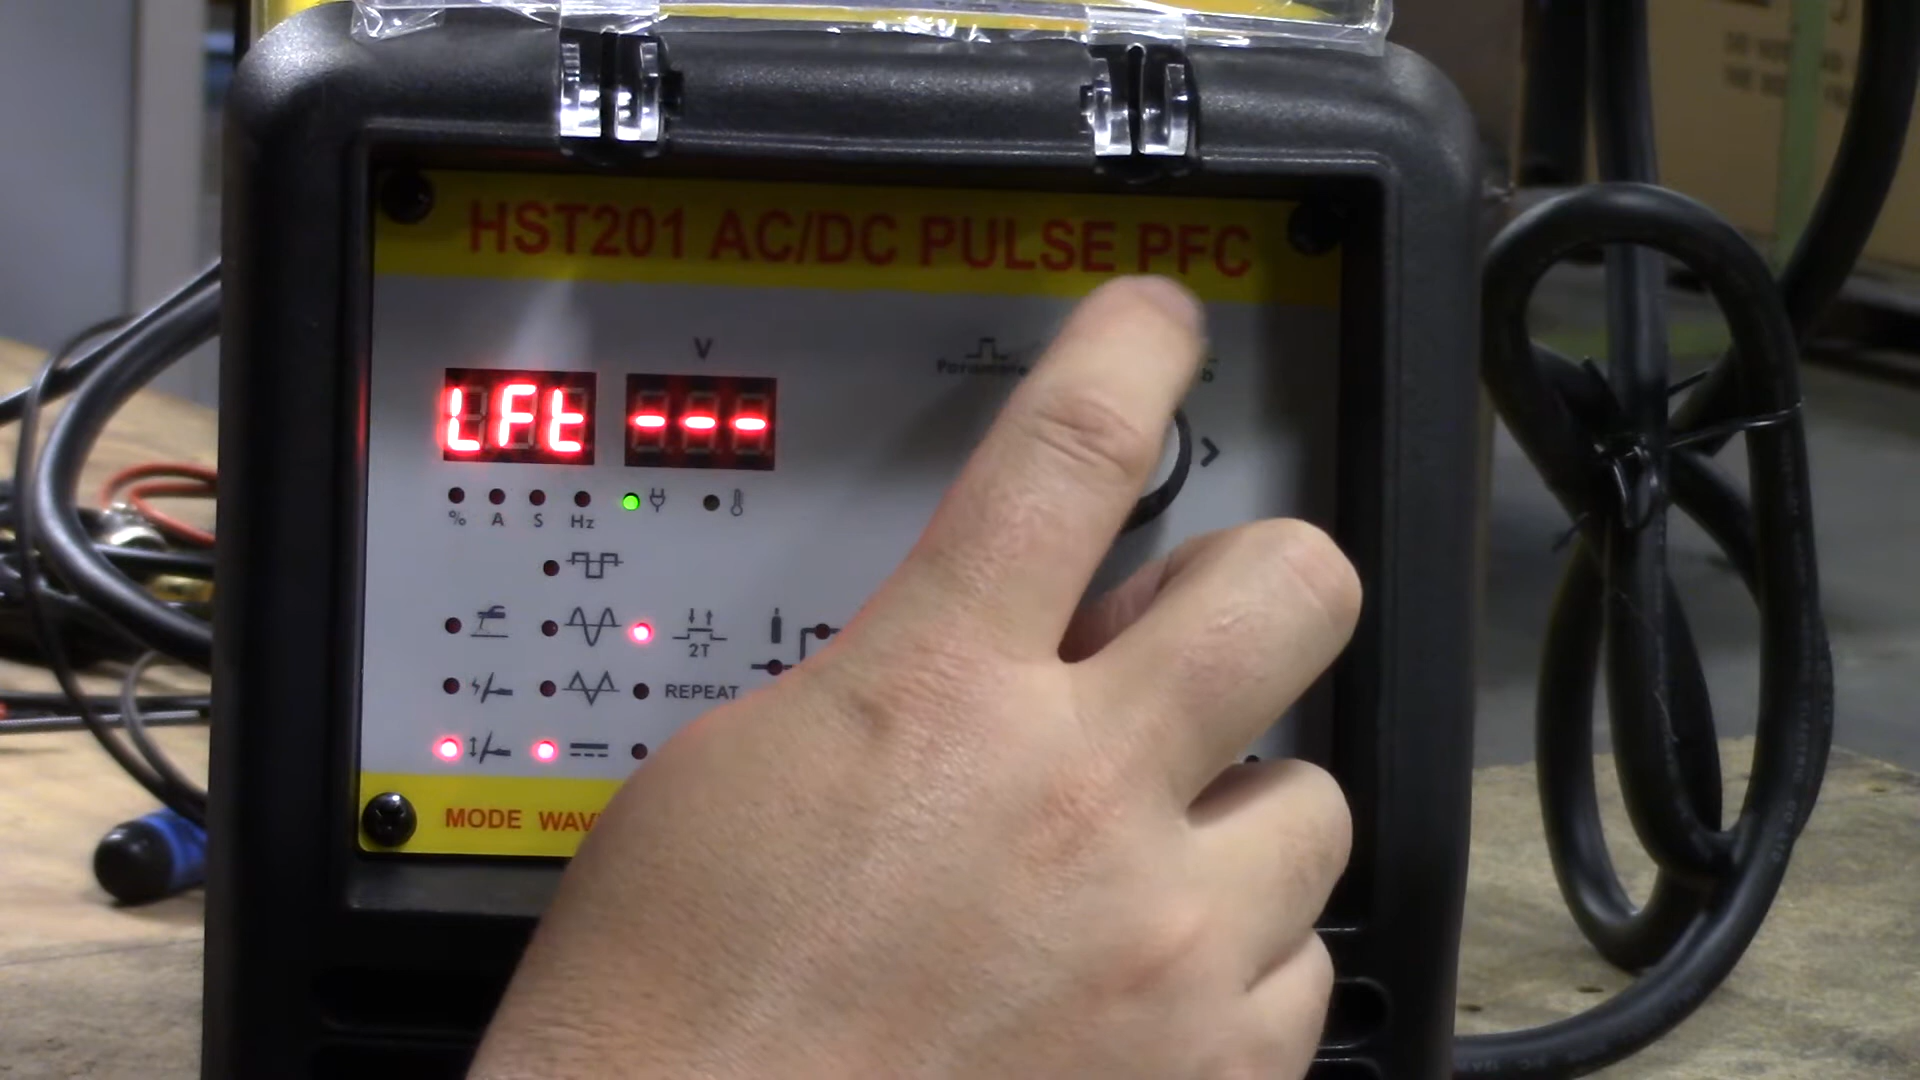 HST201 AC/DC PULSE PFC
V
LFt ---
% A S Hz
2T
REPEAT
MODE